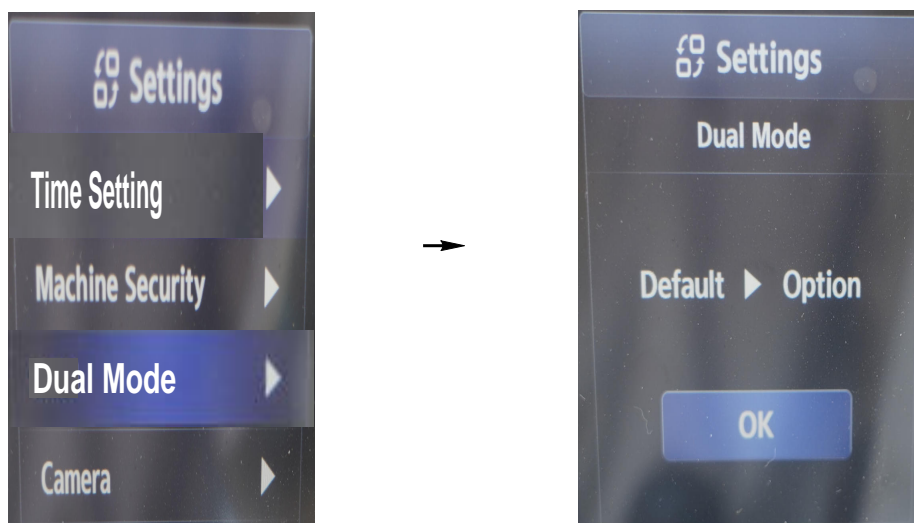 Settings
Time Setting
Machine Security
Dual Mode
Camera
Settings
Dual Mode
Default ▶ Option
OK